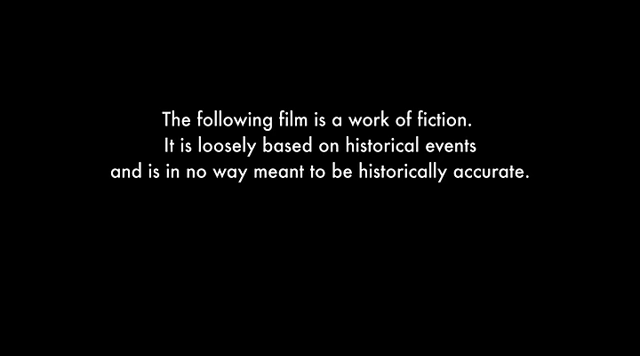 The following film is a work of fiction.
It is loosely based on historical events
and is in no way meant to be historically accurate.